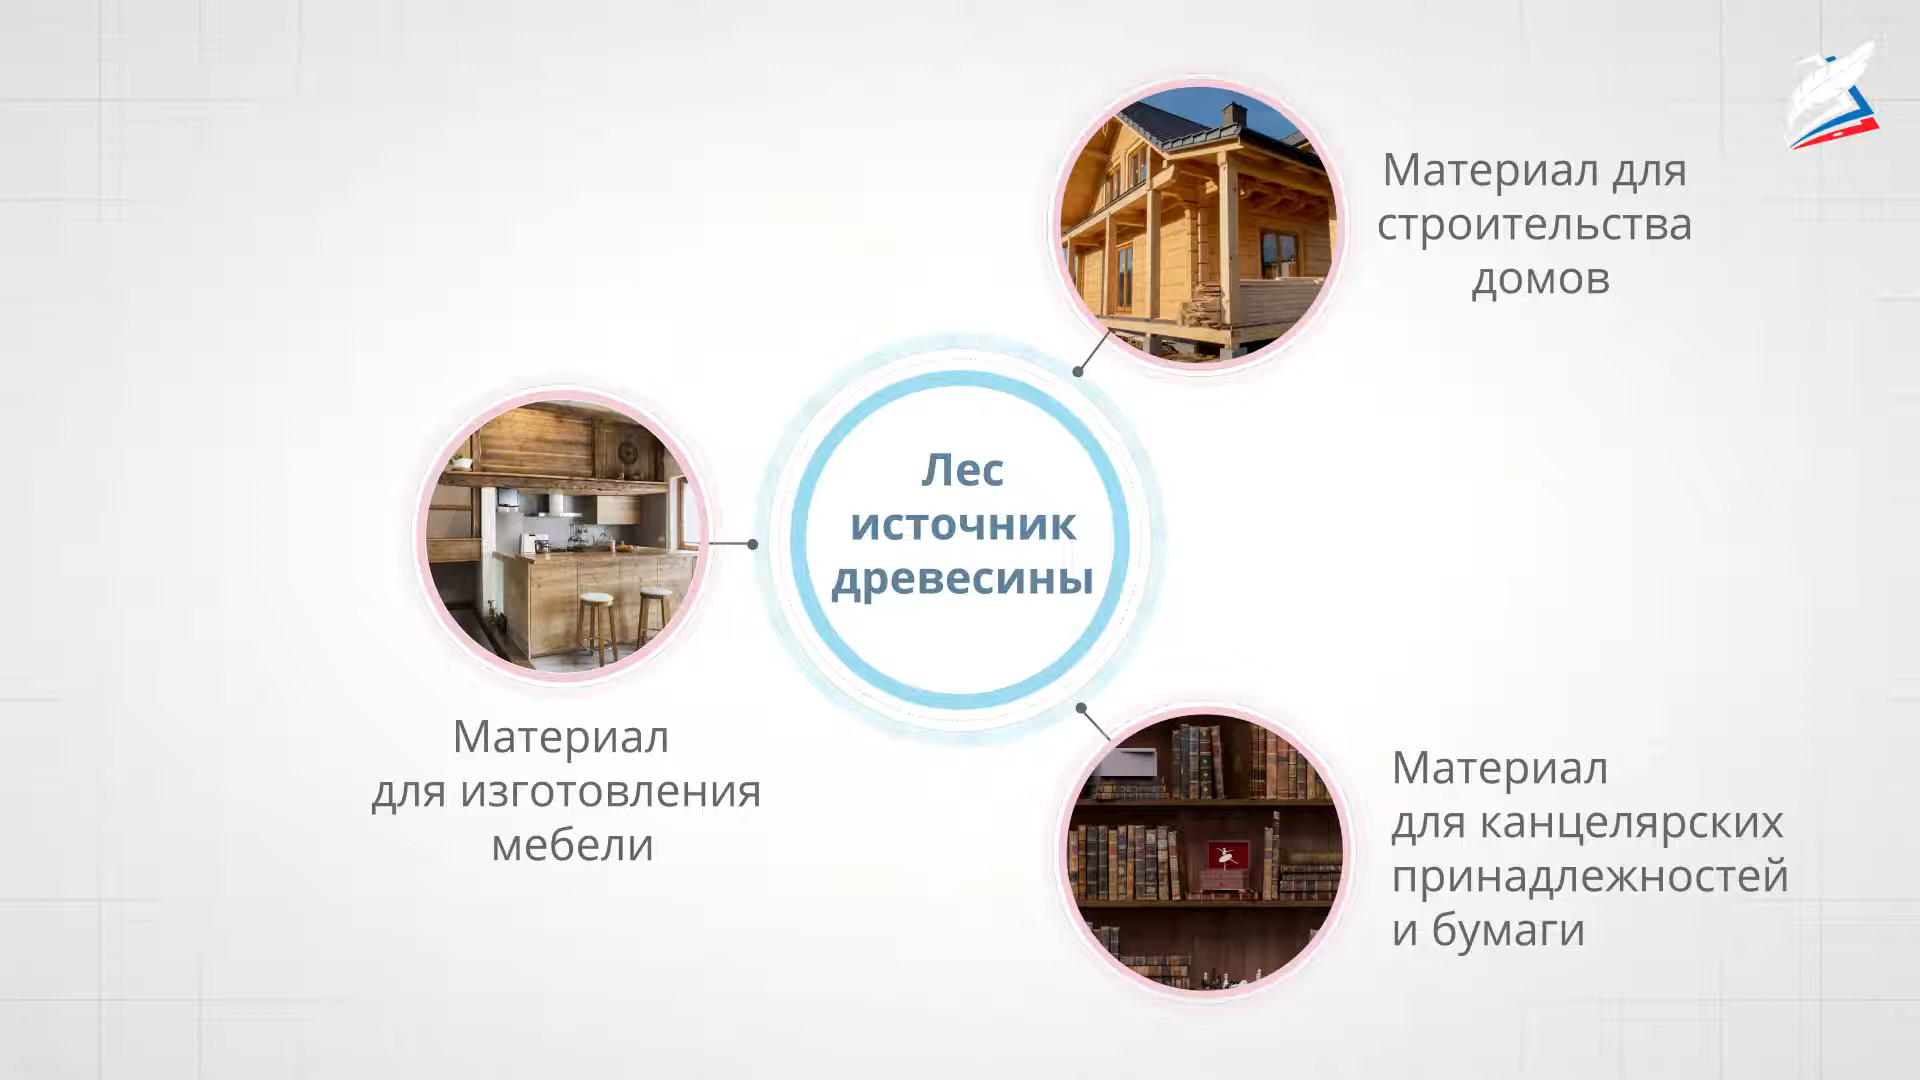 Материал для
строительства
домов
Лес
источник
древесины
Материал
для изготовления
мебели
Материал
для канцелярских
принадлежностей
и бумаги